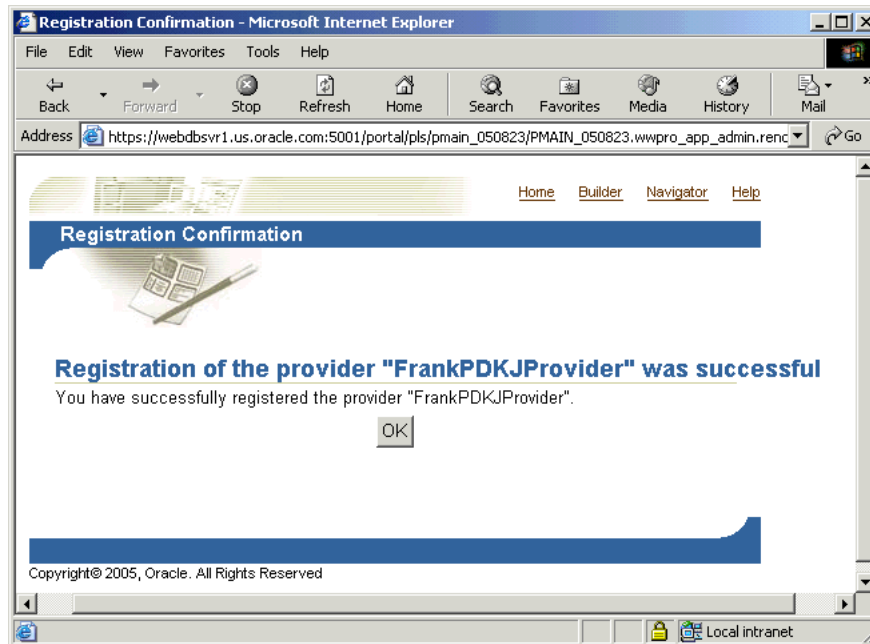 Registration Confirmation - Microsoft Internet Explorer
File Edit View Favorites Tools Help
Back Forward Stop Refresh Home Search Favorites Media History Mail »
Address https://webdbsvr1.us.oracle.com:5001/portal/pls/pmain_050823/PMAIN_050823.wwpro_app_admin.renc Go
Home Builder Navigator Help
Registration Confirmation
Registration of the provider "FrankPDKJProvider" was successful
You have successfully registered the provider "FrankPDKJProvider".
OK
Copyright© 2005, Oracle. All Rights Reserved
Local intranet